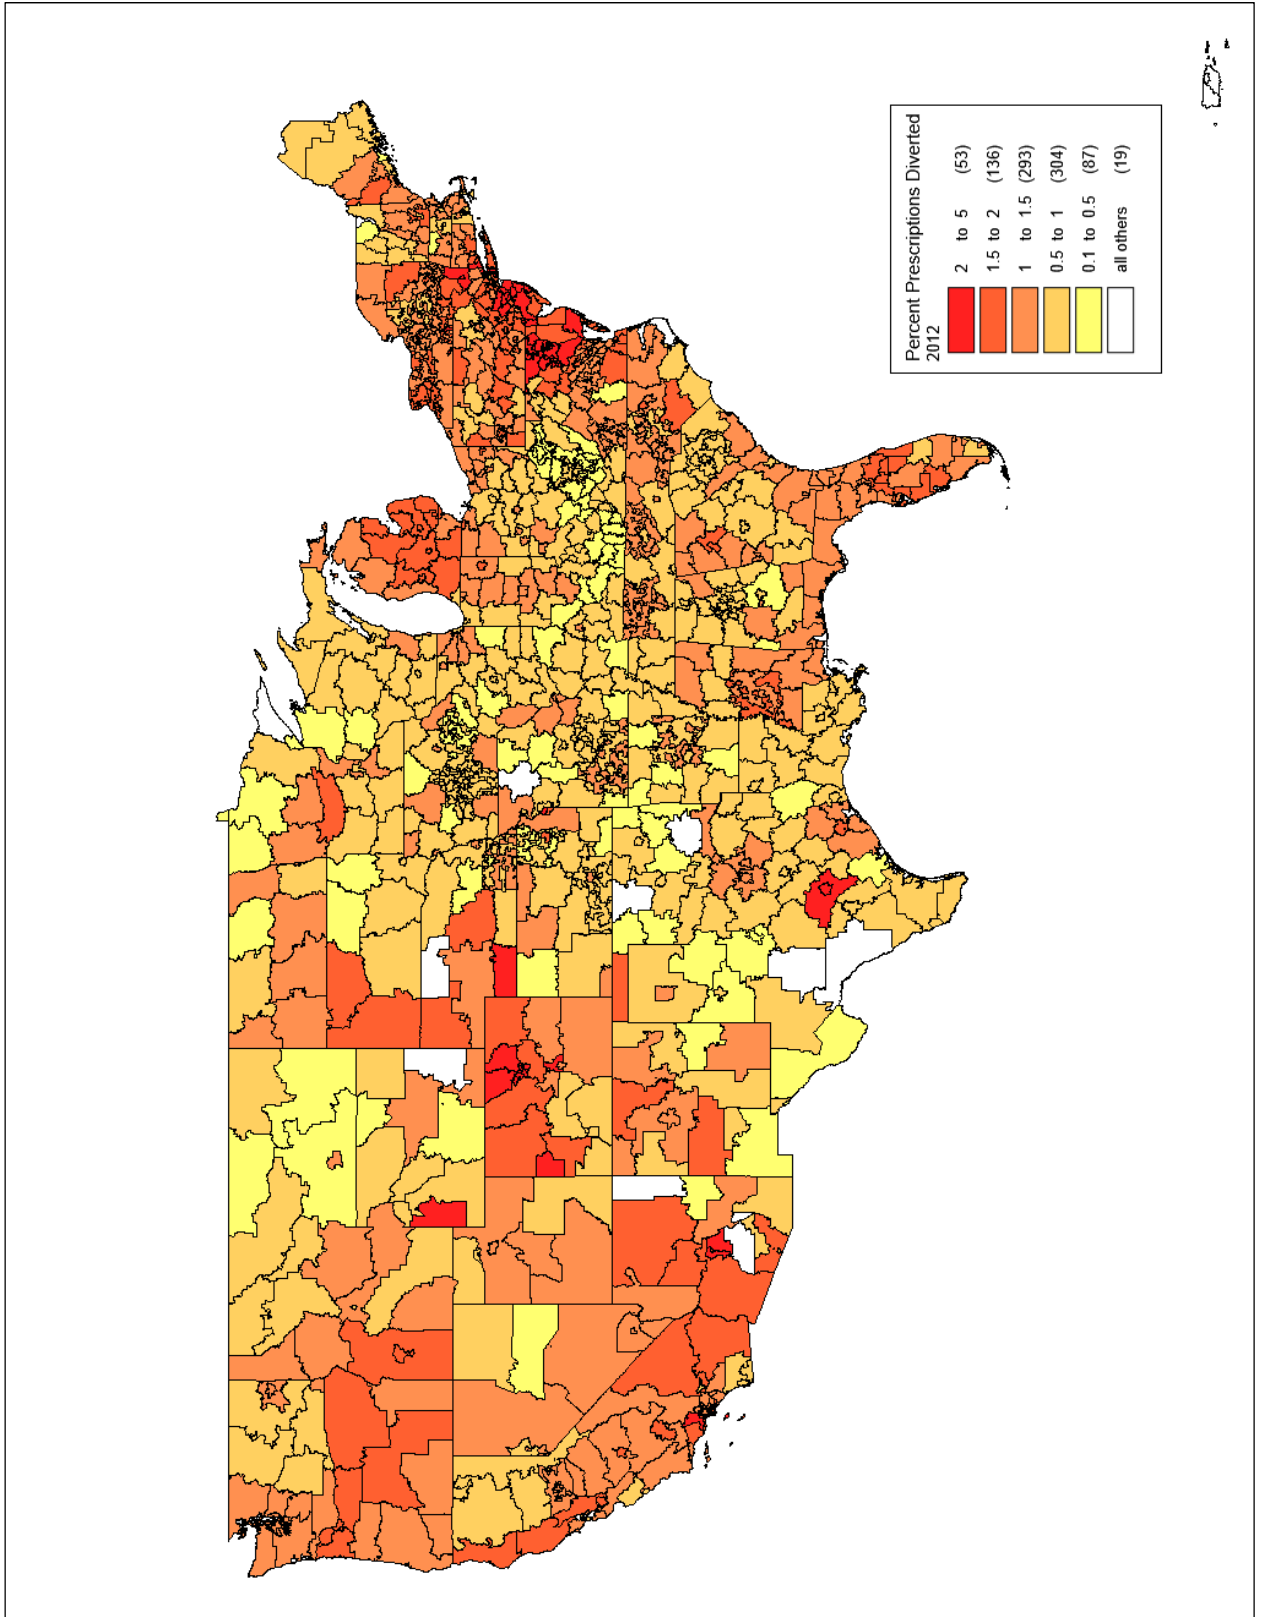 Percent Prescriptions Diverted
2012
2 to 5 (53)
1.5 to 2 (136)
1 to 1.5 (293)
0.5 to 1 (304)
0.1 to 0.5 (87)
all others (19)